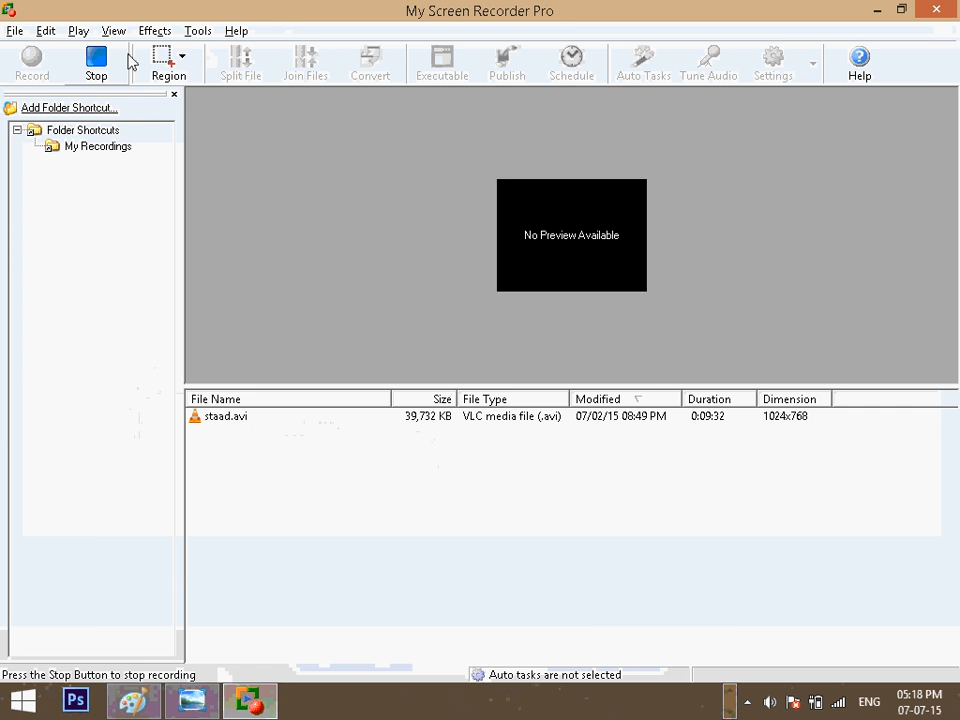 My Screen Recorder Pro
File Edit Play View Effects Tools Help
Record Stop Region Split File Join Files Convert Executable Publish Schedule Auto Tasks Tune Audio Settings Help
Add Folder Shortcut...
Folder Shortcuts
My Recordings
No Preview Available
File Name Size File Type Modified Duration Dimension
staad.avi 39,732 KB VLC media file (.avi) 07/02/15 08:49 PM 0:09:32 1024x768
Press the Stop Button to stop recording Auto tasks are not selected
Ps ENG 05:18 PM
07-07-15